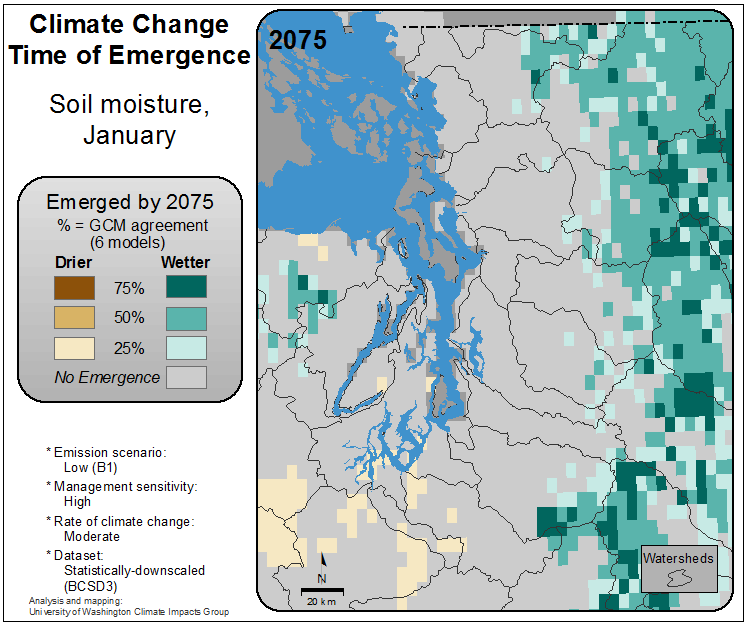 Climate Change
Time of Emergence
Soil moisture,
January
Emerged by 2075
% = GCM agreement
(6 models)
Drier Wetter
75%
50%
25%
No Emergence
* Emission scenario:
Low (B1)
* Management sensitivity:
High
* Rate of climate change:
Moderate
* Dataset:
Statistically-downscaled
(BCSD3)
Analysis and mapping:
University of Washington Climate Impacts Group
2075
N
20 km
Watersheds